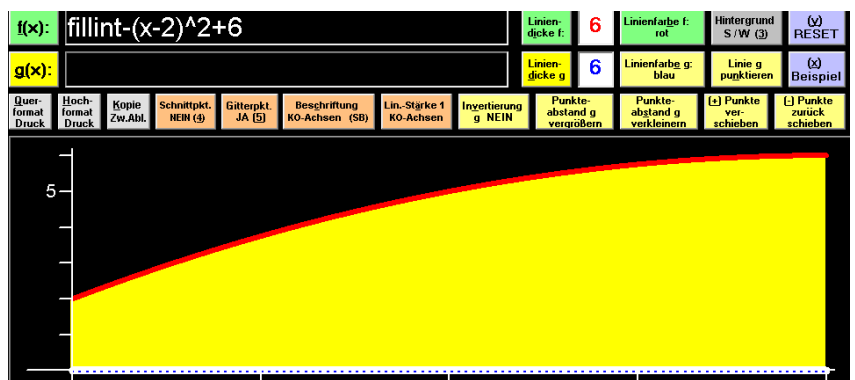 f(x):
fillint-(x-2)^2+6
Linien-
dicke f:
6
Linienfarbe f:
rot
Hintergrund
S / W (3)
(y)
RESET
g(x):
Linien-
dicke g
6
Linienfarbe g:
blau
Linie g
punktieren
(x)
Beispiel
Quer-
format
Druck
Hoch-
format
Druck
Kopie
Zw.Abl.
Schnittpkt.
NEIN (4)
Gitterpkt.
JA (5)
Beschriftung
KO-Achsen (SB)
Lin.-Stärke 1
KO-Achsen
Invertierung
g NEIN
Punkte-
abstand g
vergrößern
Punkte-
abstand g
verkleinern
(+) Punkte
ver-
schieben
(-) Punkte
zurück
schieben
5